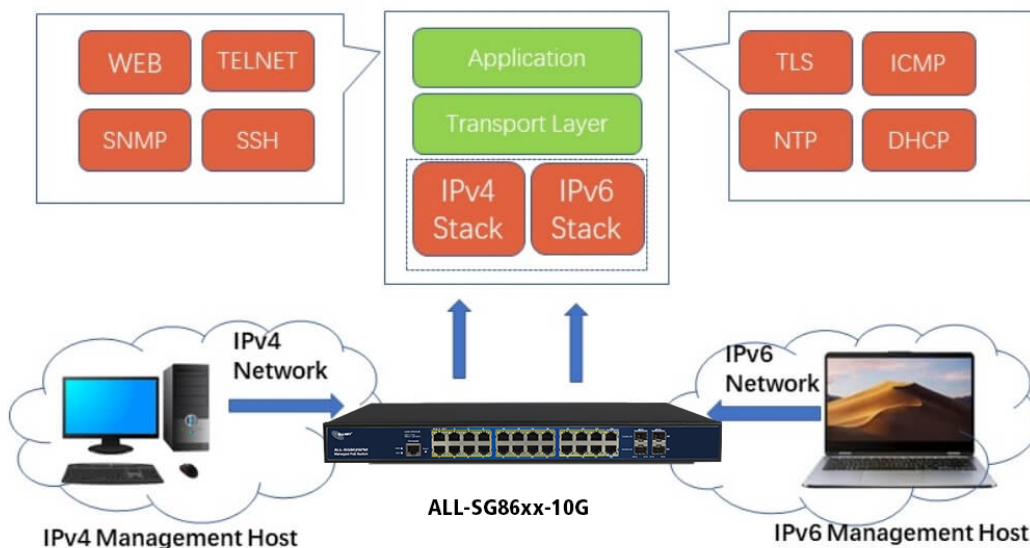 WEB
TELNET
SNMP
SSH
Application
Transport Layer
IPv4
Stack
IPv6
Stack
TLS
ICMP
NTP
DHCP
IPv4
Network
IPv6
Network
ALL-SG86xx-10G
IPv4 Management Host
IPv6 Management Host